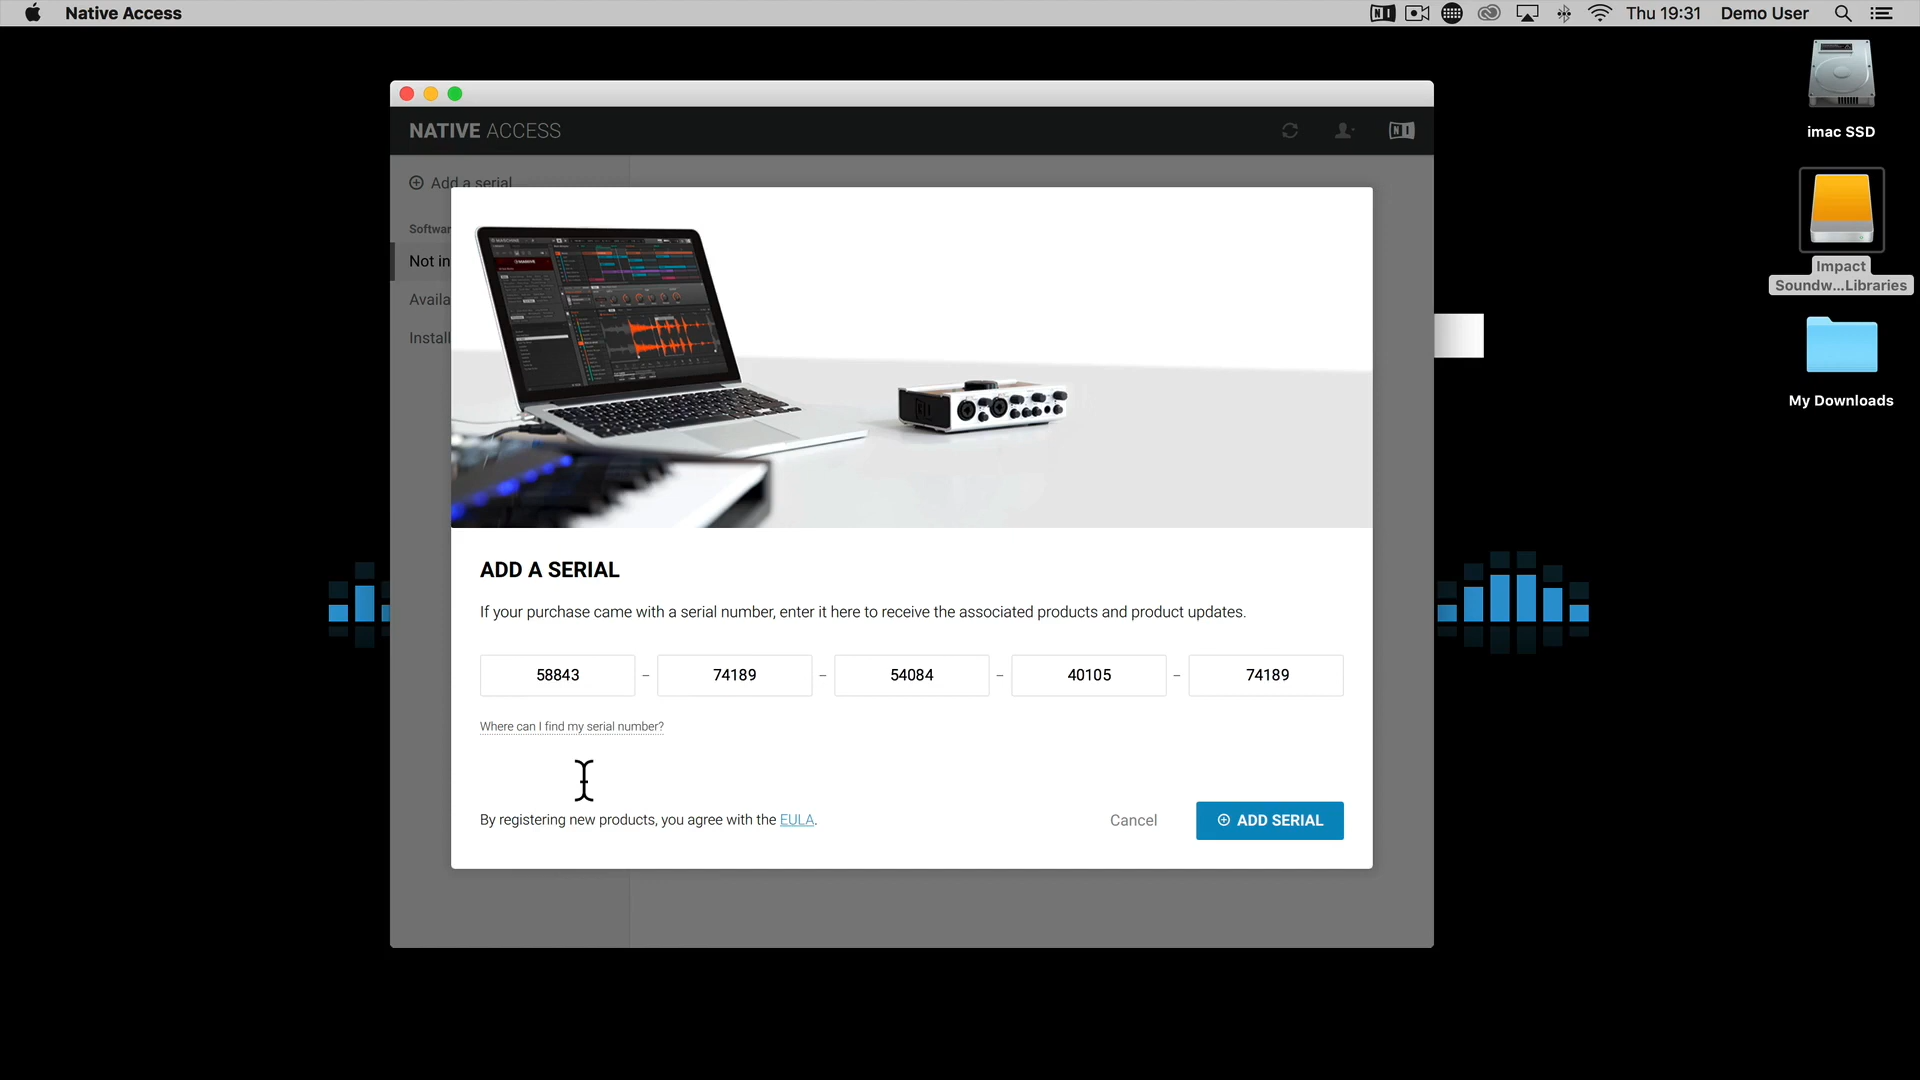 Native Access
Thu 19:31
Demo User
imac SSD
Impact
Soundw...Libraries
My Downloads
NATIVE ACCESS
Add a serial
Softwar
Not in
Availa
Install
ADD A SERIAL
If your purchase came with a serial number, enter it here to receive the associated products and product updates.
58843 – 74189 – 54084 – 40105 – 74189
Where can I find my serial number?
By registering new products, you agree with the EULA.
Cancel
ADD SERIAL